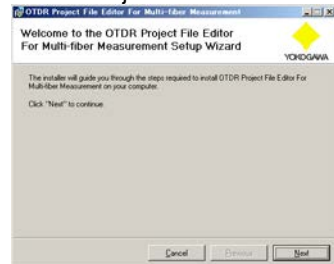 OTDR Project File Editor For Multi-fiber Measurement
Welcome to the OTDR Project File Editor
For Multi-fiber Measurement Setup Wizard
YOKOGAWA
The installer will guide you through the steps required to install OTDR Project File Editor For
Multi-fiber Measurement on your computer.
Click "Next" to continue.
Cancel Previous Next